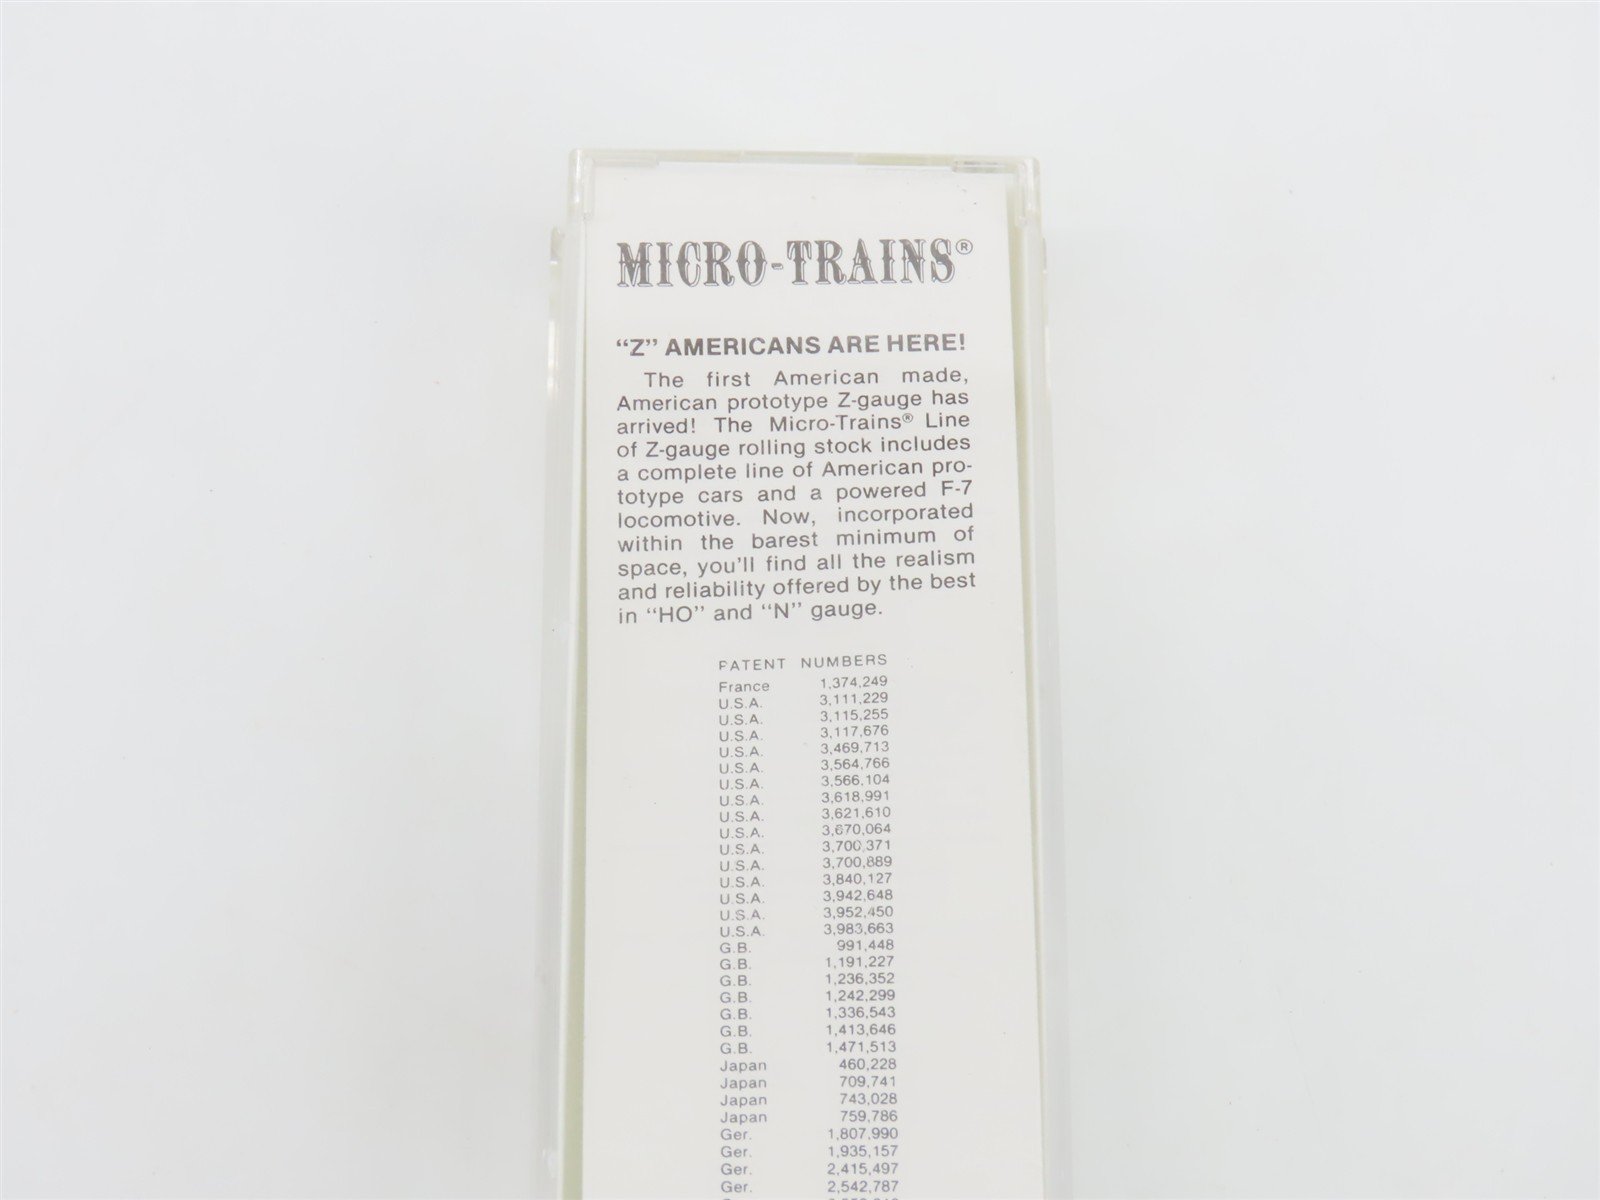 MICRO-TRAINS®
“Z” AMERICANS ARE HERE!
The first American made,
American prototype Z-gauge has
arrived! The Micro-Trains® Line
of Z-gauge rolling stock includes
a complete line of American pro-
totype cars and a powered F-7
locomotive. Now, incorporated
within the barest minimum of
space, you'll find all the realism
and reliability offered by the best
in “HO” and “N” gauge.
PATENT NUMBERS
France 1,374,249
U.S.A. 3,111,229
U.S.A. 3,115,255
U.S.A. 3,117,676
U.S.A. 3,469,713
U.S.A. 3,564,766
U.S.A. 3,566.104
U.S.A. 3,618,991
U.S.A. 3,621,610
U.S.A. 3,670,064
U.S.A. 3,700,371
U.S.A. 3,700,889
U.S.A. 3,840,127
U.S.A. 3,942,648
U.S.A. 3,952,450
U.S.A. 3,983,663
G.B. 991,448
G.B. 1,191,227
G.B. 1,236,352
G.B. 1,242,299
G.B. 1,336,543
G.B. 1,413,646
G.B. 1,471,513
Japan 460,228
Japan 709,741
Japan 743,028
Japan 759,786
Ger. 1,807,990
Ger. 1,935,157
Ger. 2,415,497
Ger. 2,542,787